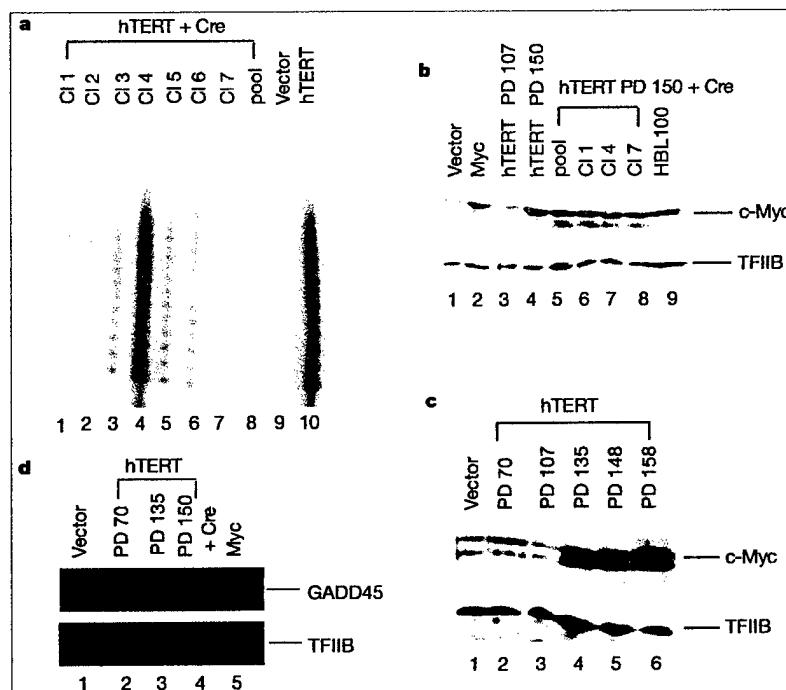 a
hTERT + Cre
Cl 1
Cl 2
Cl 3
Cl 4
Cl 5
Cl 6
Cl 7
pool
Vector
hTERT
1 2 3 4 5 6 7 8 9 10
b
hTERT PD 150 + Cre
Vector
Myc
hTERT PD 107
hTERT PD 150
pool
Cl 1
Cl 4
Cl 7
HBL100
c-Myc
TFIIB
1 2 3 4 5 6 7 8 9
c
hTERT
Vector
PD 70
PD 107
PD 135
PD 148
PD 158
c-Myc
TFIIB
1 2 3 4 5 6
d
hTERT
Vector
PD 70
PD 135
PD 150
+ Cre
Myc
GADD45
TFIIB
1 2 3 4 5